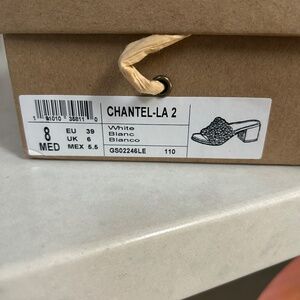 CHANTEL-LA 2
White
Blanc
Blanco
GS02246LE 110
8 MED
EU 39
UK 6
MEX 5.5